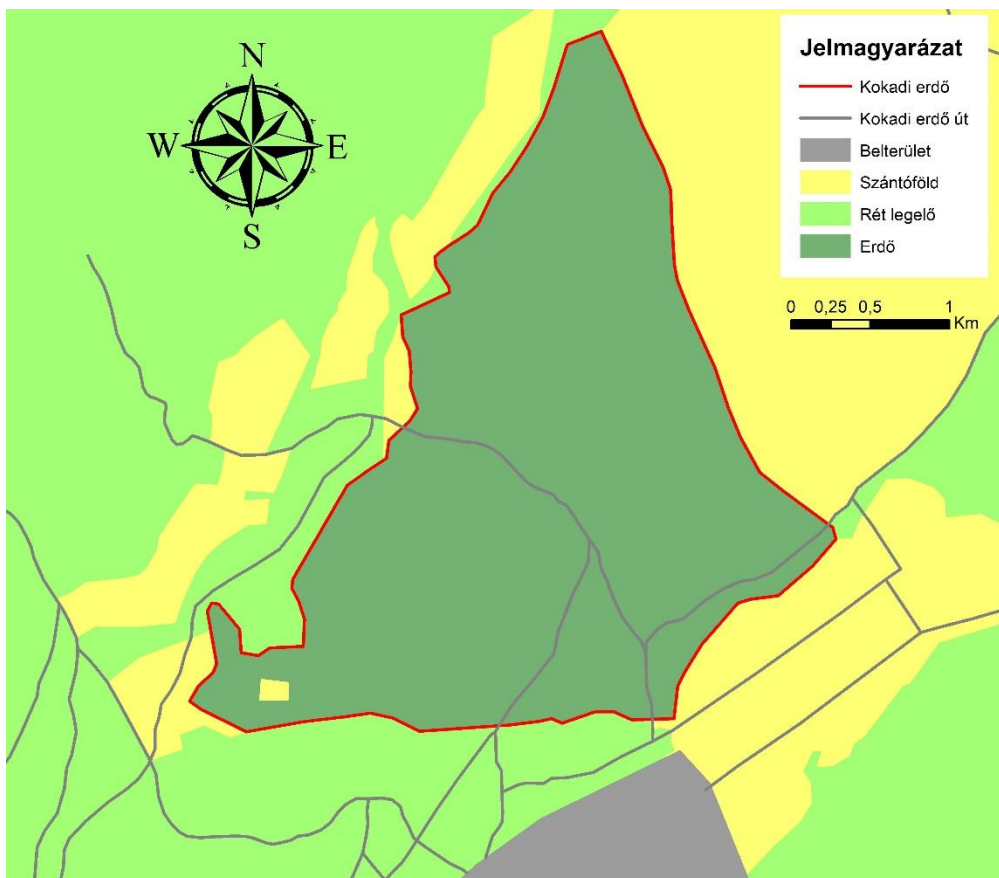 N
W
E
S
Jelmagyarázat
Kokadi erdő
Kokadi erdő út
Belterület
Szántóföld
Rét legelő
Erdő
0 0,25 0,5 1
Km